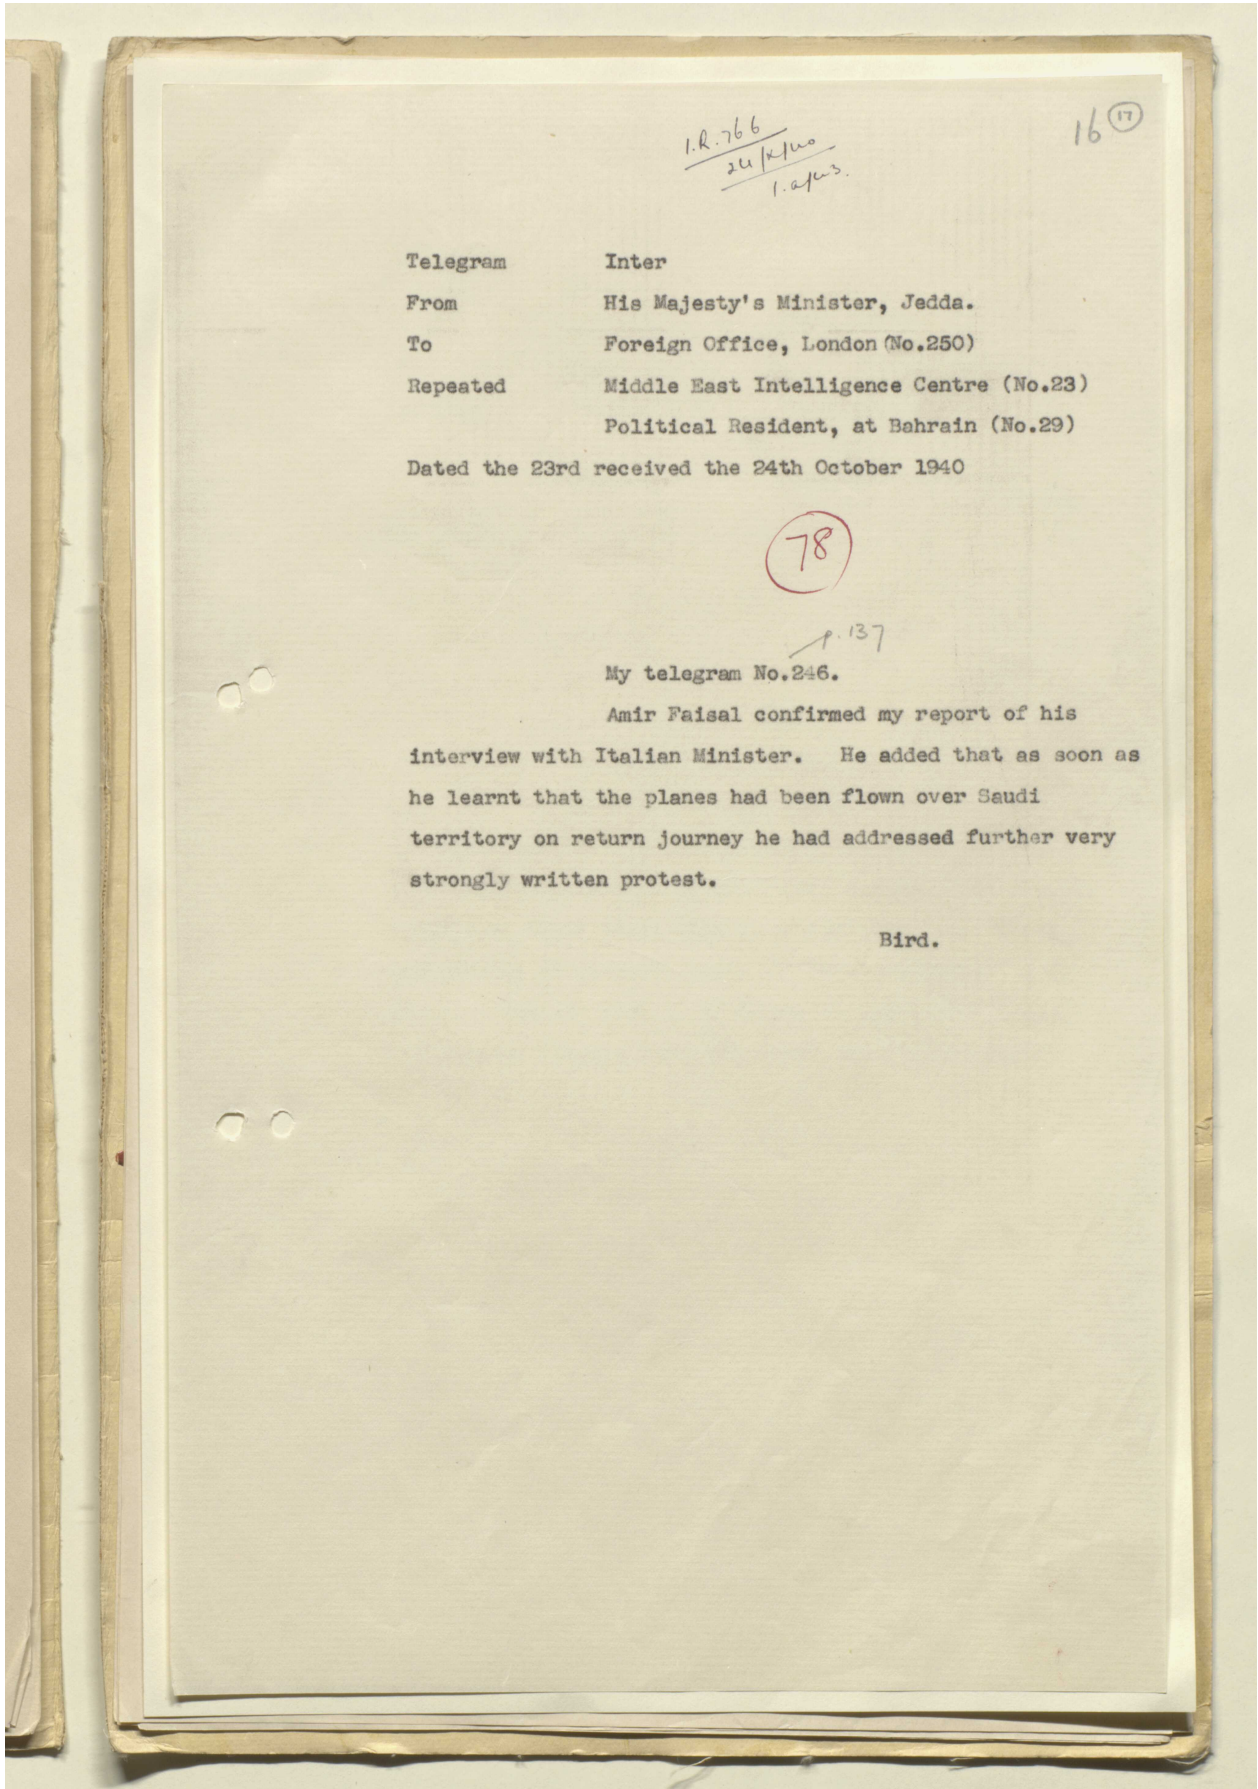 16 17
I.R. 766
24/X/40
Telegram Inter
From His Majesty's Minister, Jedda.
To Foreign Office, London (No.250)
Repeated Middle East Intelligence Centre (No.23)
Political Resident, at Bahrain (No.29)
Dated the 23rd received the 24th October 1940
78
p. 137
My telegram No.246.
Amir Faisal confirmed my report of his
interview with Italian Minister. He added that as soon as
he learnt that the planes had been flown over Saudi
territory on return journey he had addressed further very
strongly written protest.
Bird.